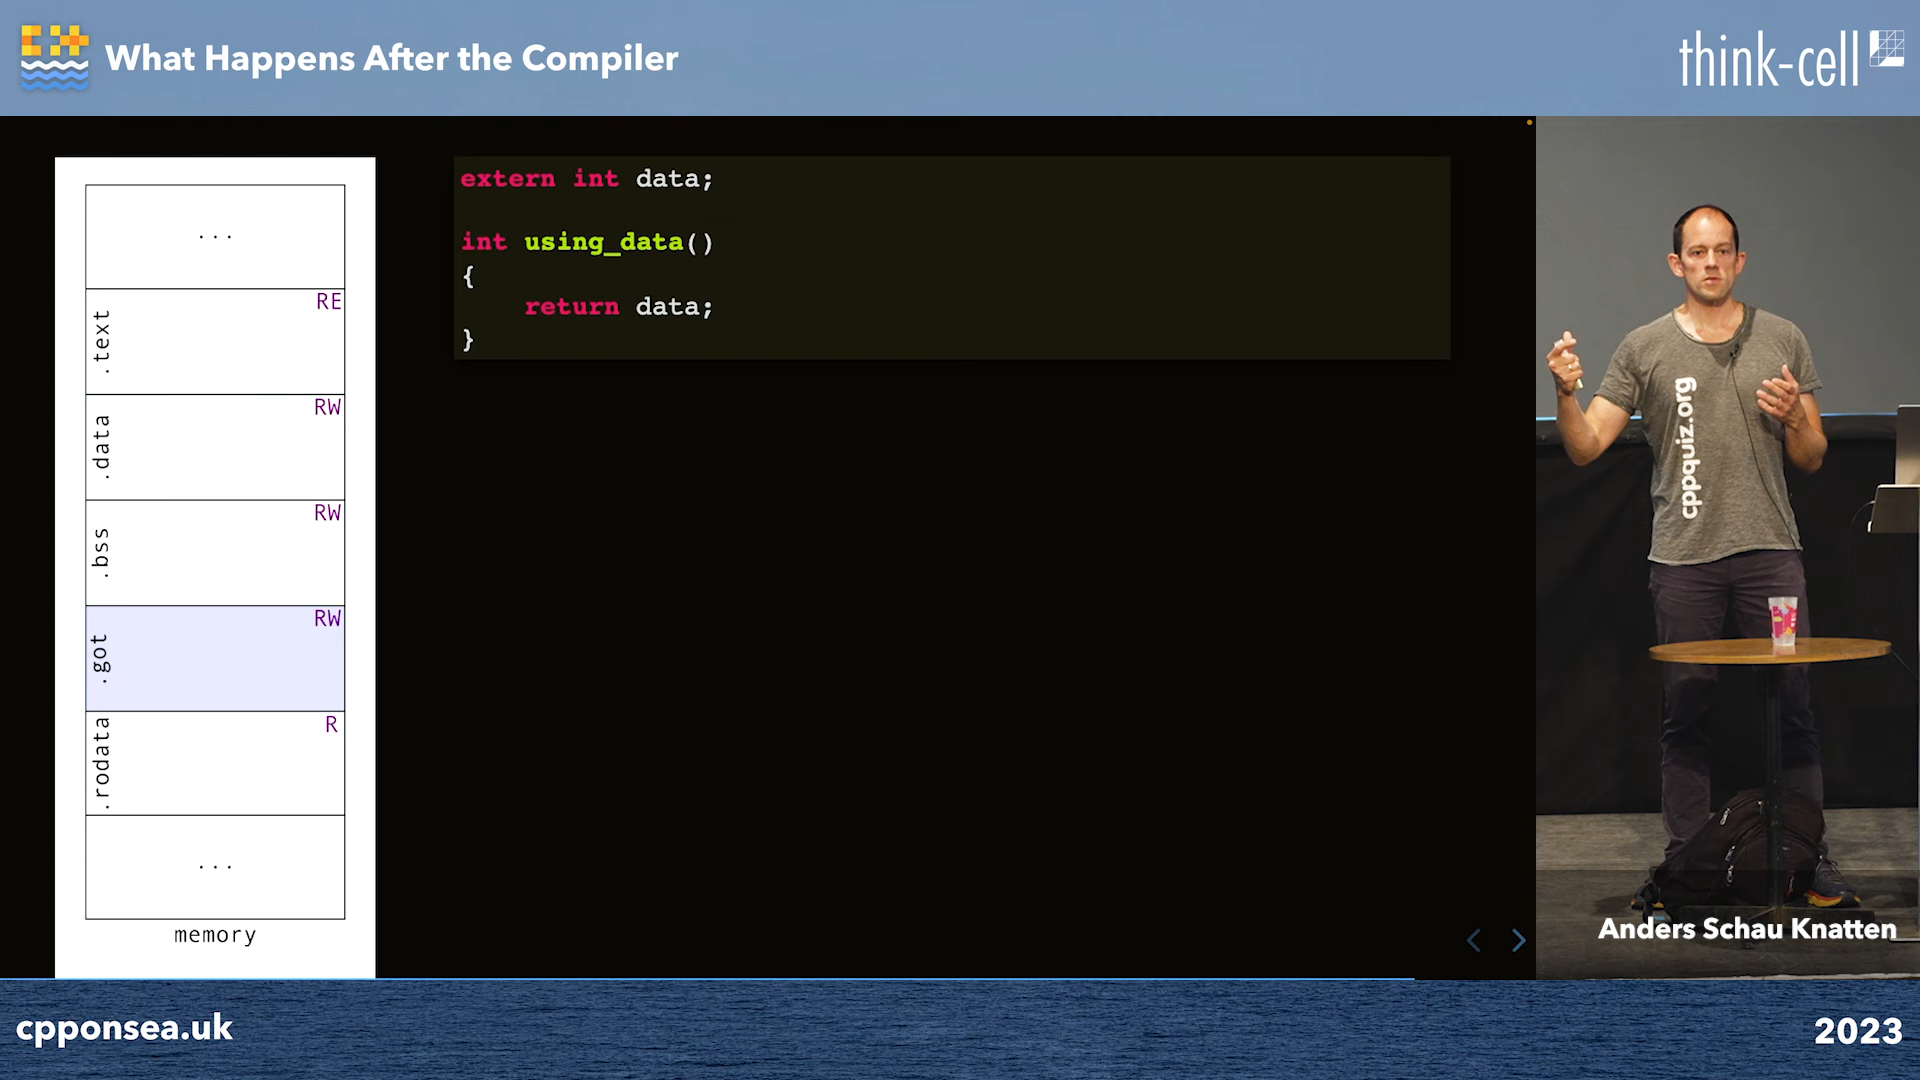 What Happens After the Compiler
think-cell
...
.text
RE
.data
RW
.bss
RW
.got
RW
.rodata
R
...
memory
extern int data;
int using_data()
{
    return data;
}
cppquiz.org
Anders Schau Knatten
cpponsea.uk
2023